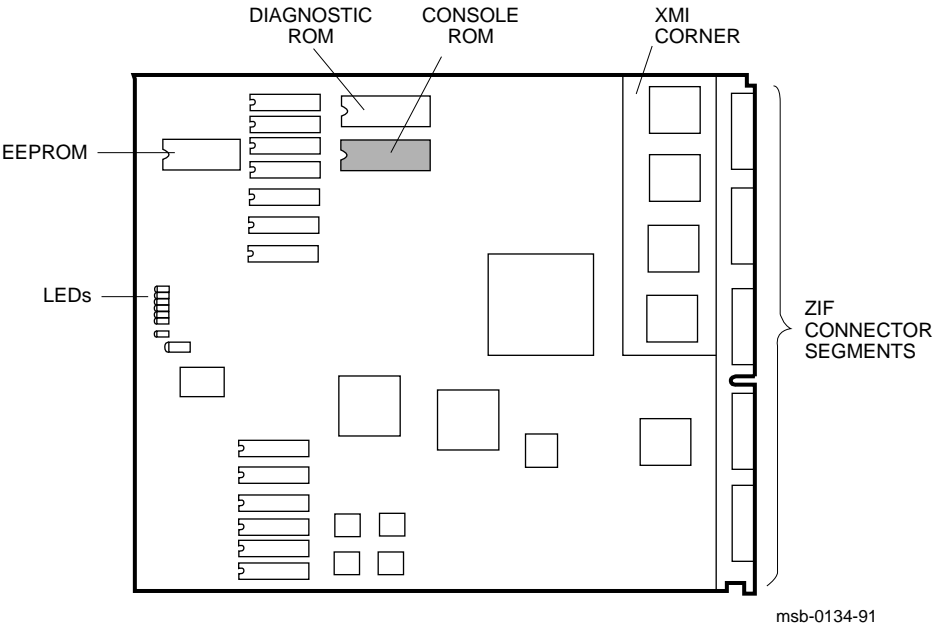 DIAGNOSTIC
ROM
CONSOLE
ROM
XMI
CORNER
EEPROM
LEDs
ZIF
CONNECTOR
SEGMENTS
msb-0134-91